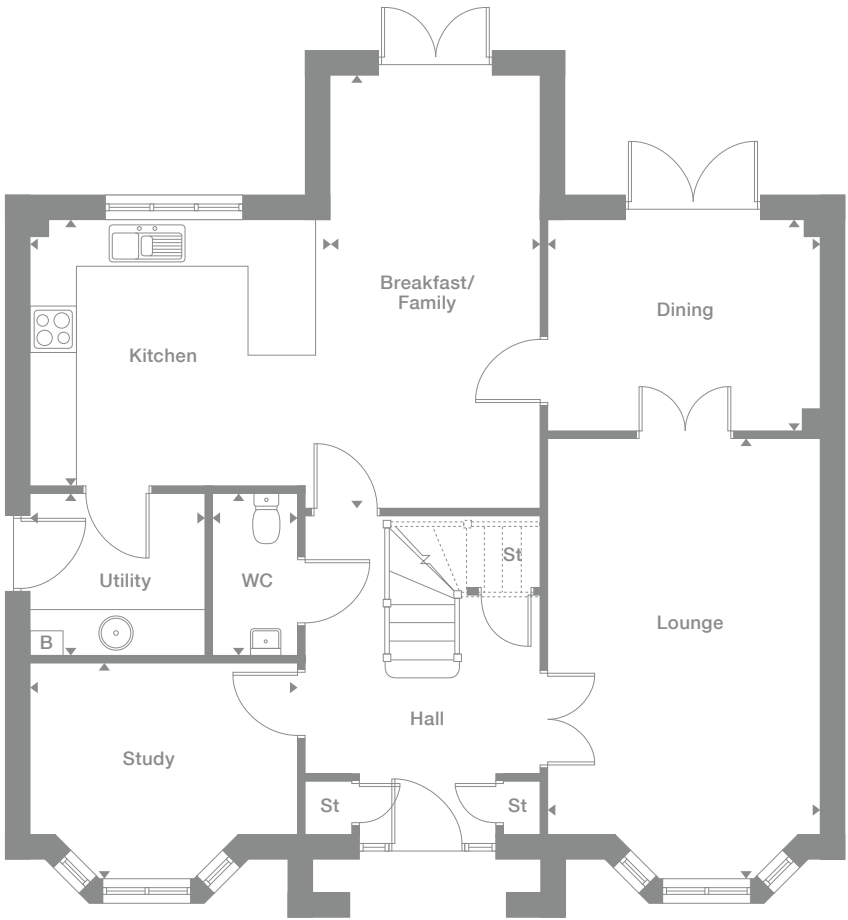 Breakfast/
Family
Dining
Kitchen
St
Utility
WC
Lounge
B
Hall
Study
St
St